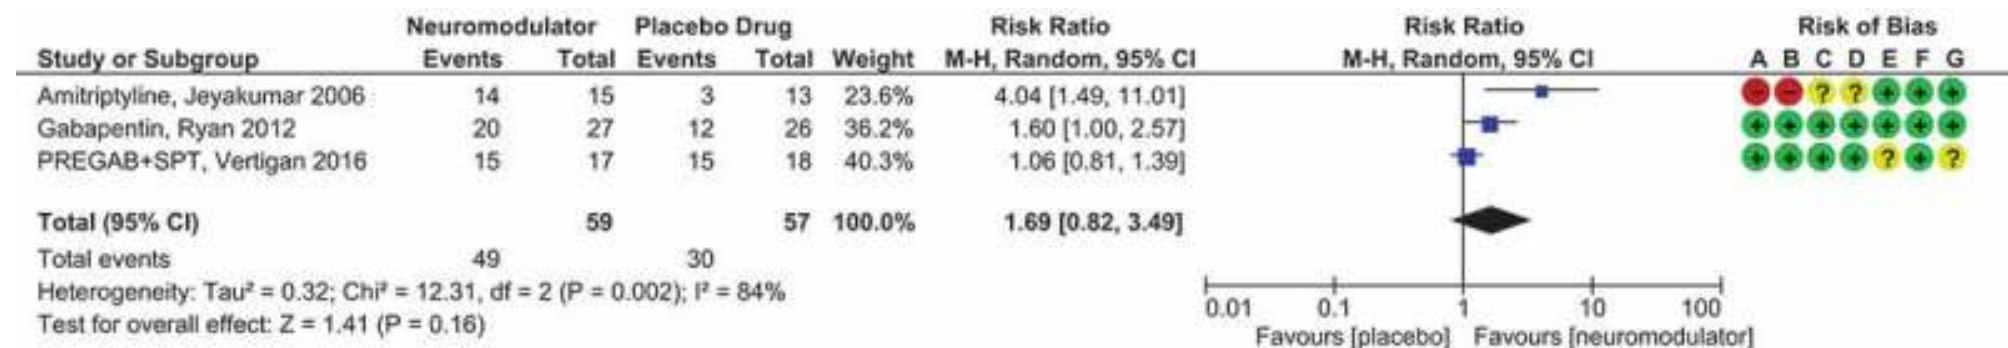 Neuromodulator Placebo Drug Risk Ratio Risk Ratio Risk of Bias
Study or Subgroup Events Total Events Total Weight M-H, Random, 95% CI M-H, Random, 95% CI A B C D E F G
Amitriptyline, Jeyakumar 2006 14 15 3 13 23.6% 4.04 [1.49, 11.01] - - ? ? + + +
Gabapentin, Ryan 2012 20 27 12 26 36.2% 1.60 [1.00, 2.57] + + + + + + +
PREGAB+SPT, Vertigan 2016 15 17 15 18 40.3% 1.06 [0.81, 1.39] + + + + ? + ?
Total (95% CI) 59 57 100.0% 1.69 [0.82, 3.49]
Total events 49 30
Heterogeneity: Tau² = 0.32; Chi² = 12.31, df = 2 (P = 0.002); I² = 84%
Test for overall effect: Z = 1.41 (P = 0.16)
0.01 0.1 1 10 100
Favours [placebo] Favours [neuromodulator]